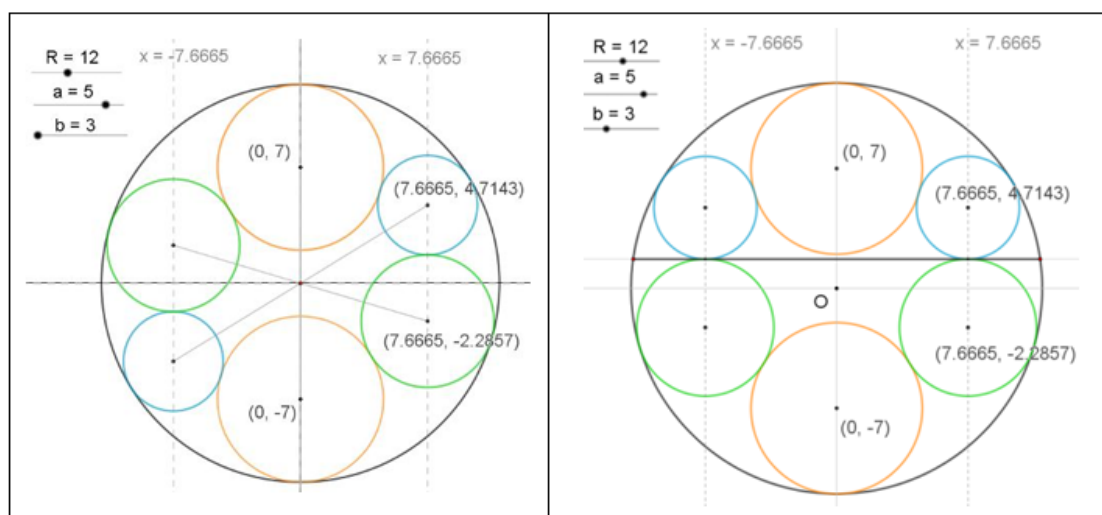 R = 12
x = -7.6665
x = 7.6665
a = 5
b = 3
(0, 7)
(7.6665, 4.7143)
(7.6665, -2.2857)
(0, -7)
R = 12
x = -7.6665
x = 7.6665
a = 5
b = 3
(0, 7)
(7.6665, 4.7143)
O
(7.6665, -2.2857)
(0, -7)